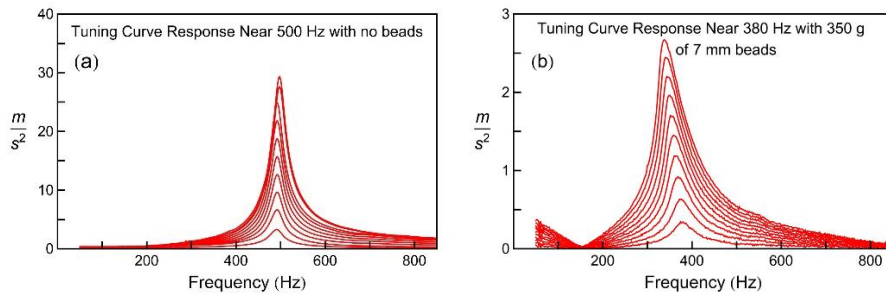 Tuning Curve Response Near 500 Hz with no beads
(a)
40
30
20
10
0
m
s²
200
400
600
800
Frequency (Hz)
Tuning Curve Response Near 380 Hz with 350 g
of 7 mm beads
(b)
3
2
1
0
m
s²
200
400
600
800
Frequency (Hz)